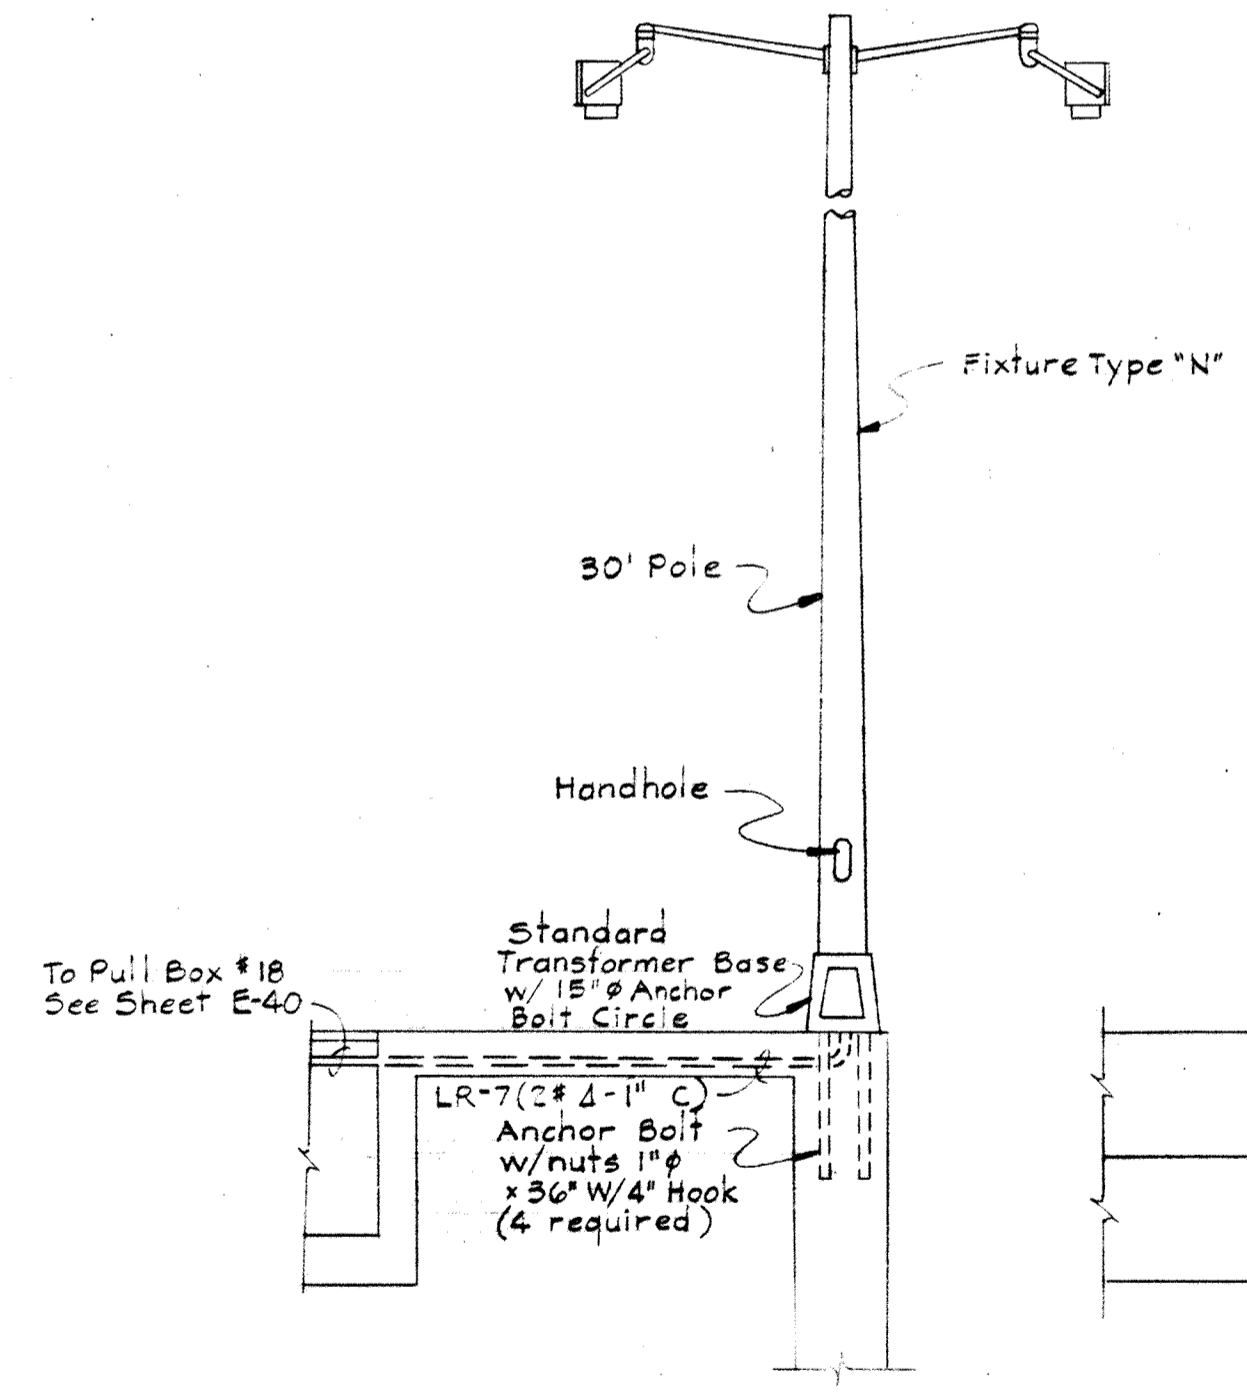 Fixture Type "N"
30' Pole
Handhole
Standard
Transformer Base
w/ 15"ø Anchor
Bolt Circle
To Pull Box #18
See Sheet E-40
LR-7(2# 4-1" C)
Anchor Bolt
w/nuts 1"ø
x 36" W/4" Hook
(4 required)